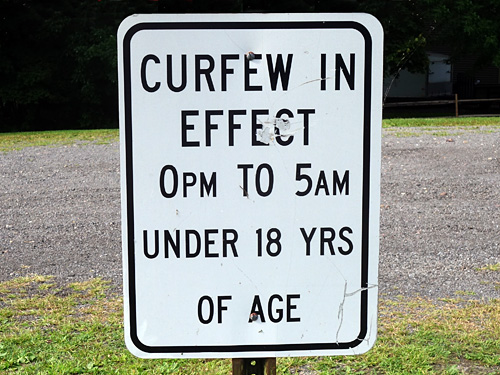 CURFEW IN
EFFECT
0PM TO 5AM
UNDER 18 YRS
OF AGE